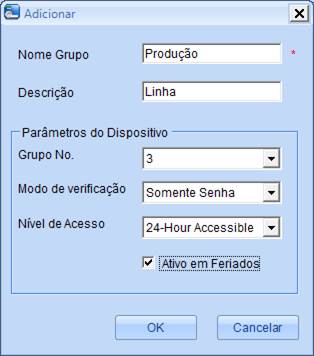 Adicionar
Nome Grupo Produção *
Descrição Linha
Parâmetros do Dispositivo
Grupo No. 3
Modo de verificação Somente Senha
Nível de Acesso 24-Hour Accessible
Ativo em Feriados
OK Cancelar